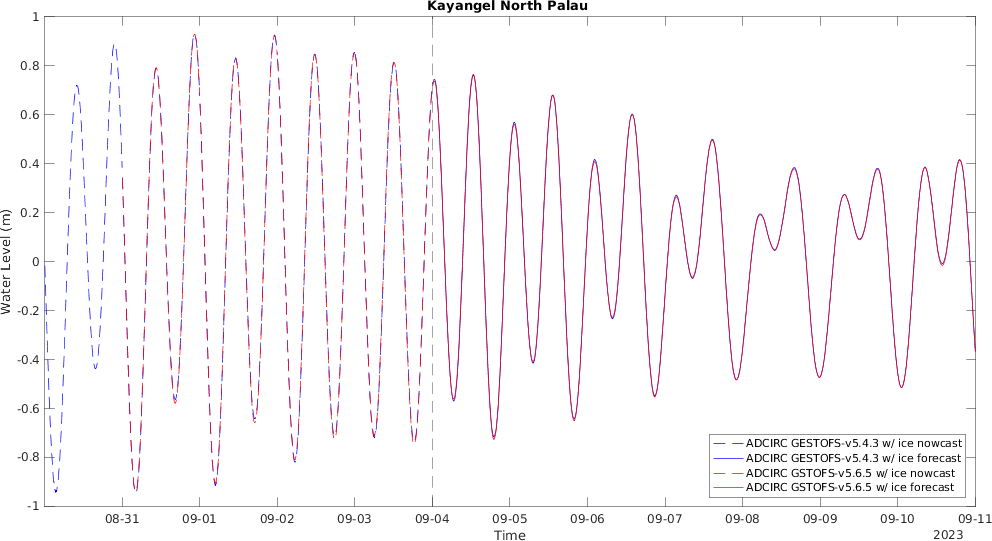 Kayangel North Palau
1
0.8
0.6
0.4
0.2
0
-0.2
-0.4
-0.6
-0.8
-1
Water Level (m)
ADCIRC GESTOFS-v5.4.3 w/ ice nowcast
ADCIRC GESTOFS-v5.4.3 w/ ice forecast
ADCIRC GSTOFS-v5.6.5 w/ ice nowcast
ADCIRC GSTOFS-v5.6.5 w/ ice forecast
08-31 09-01 09-02 09-03 09-04 09-05 09-06 09-07 09-08 09-09 09-10 09-11
Time
2023